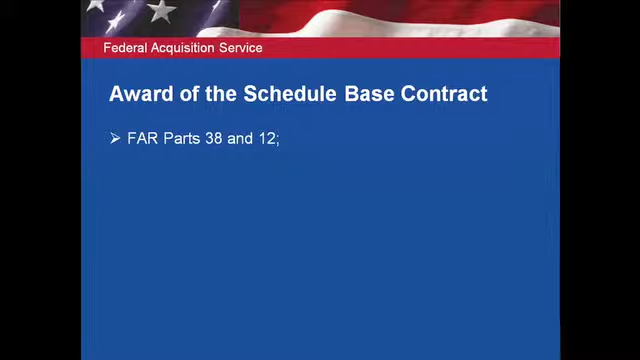 Federal Acquisition Service
Award of the Schedule Base Contract
➢ FAR Parts 38 and 12;